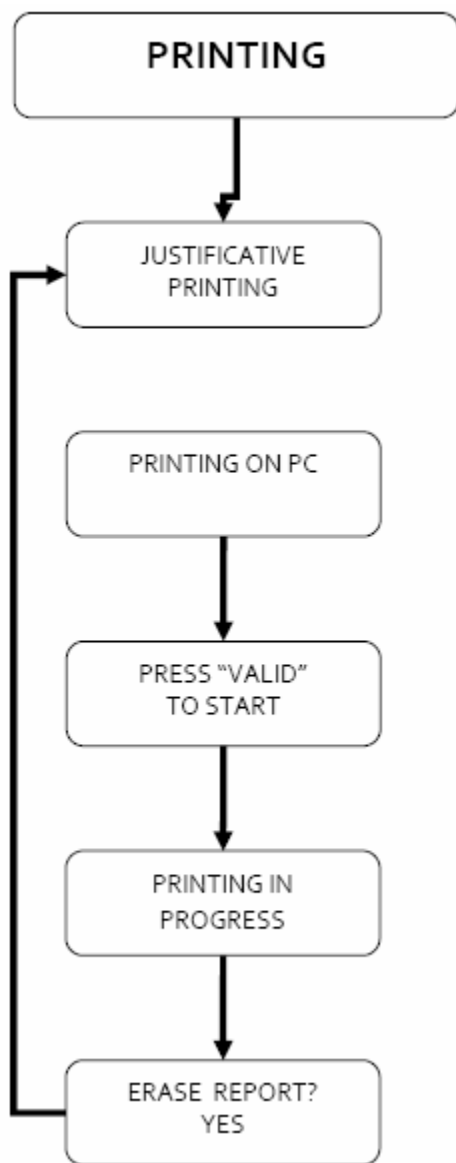 PRINTING
JUSTIFICATIVE
PRINTING
PRINTING ON PC
PRESS “VALID”
TO START
PRINTING IN
PROGRESS
ERASE REPORT?
YES